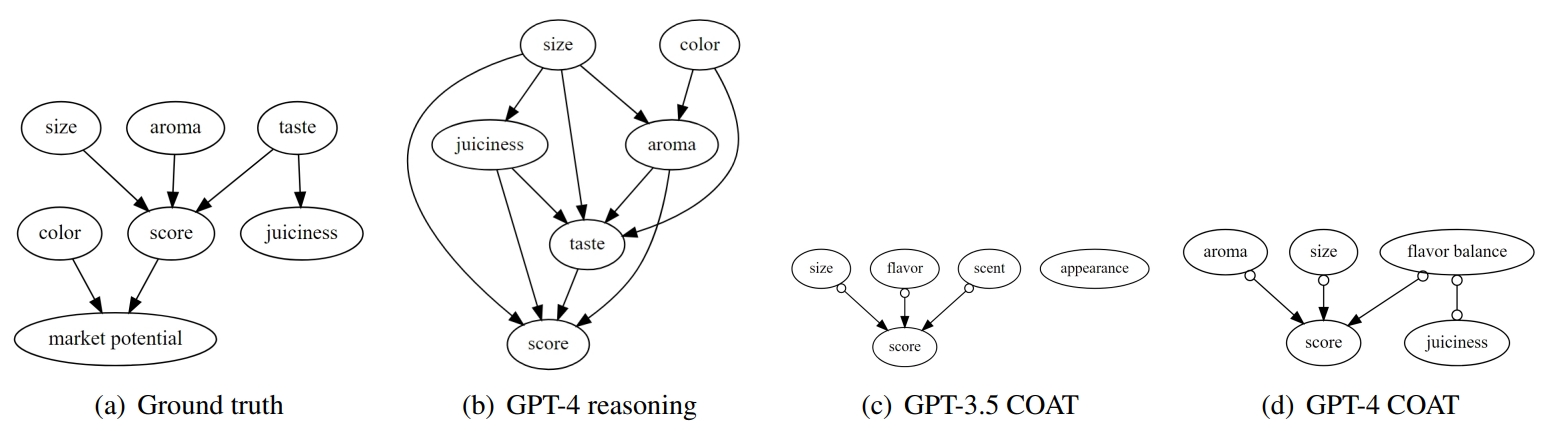 size
aroma
taste
color
score
juiciness
market potential
(a) Ground truth
size
color
juiciness
aroma
taste
score
(b) GPT-4 reasoning
size
flavor
scent
appearance
score
(c) GPT-3.5 COAT
aroma
size
flavor balance
score
juiciness
(d) GPT-4 COAT